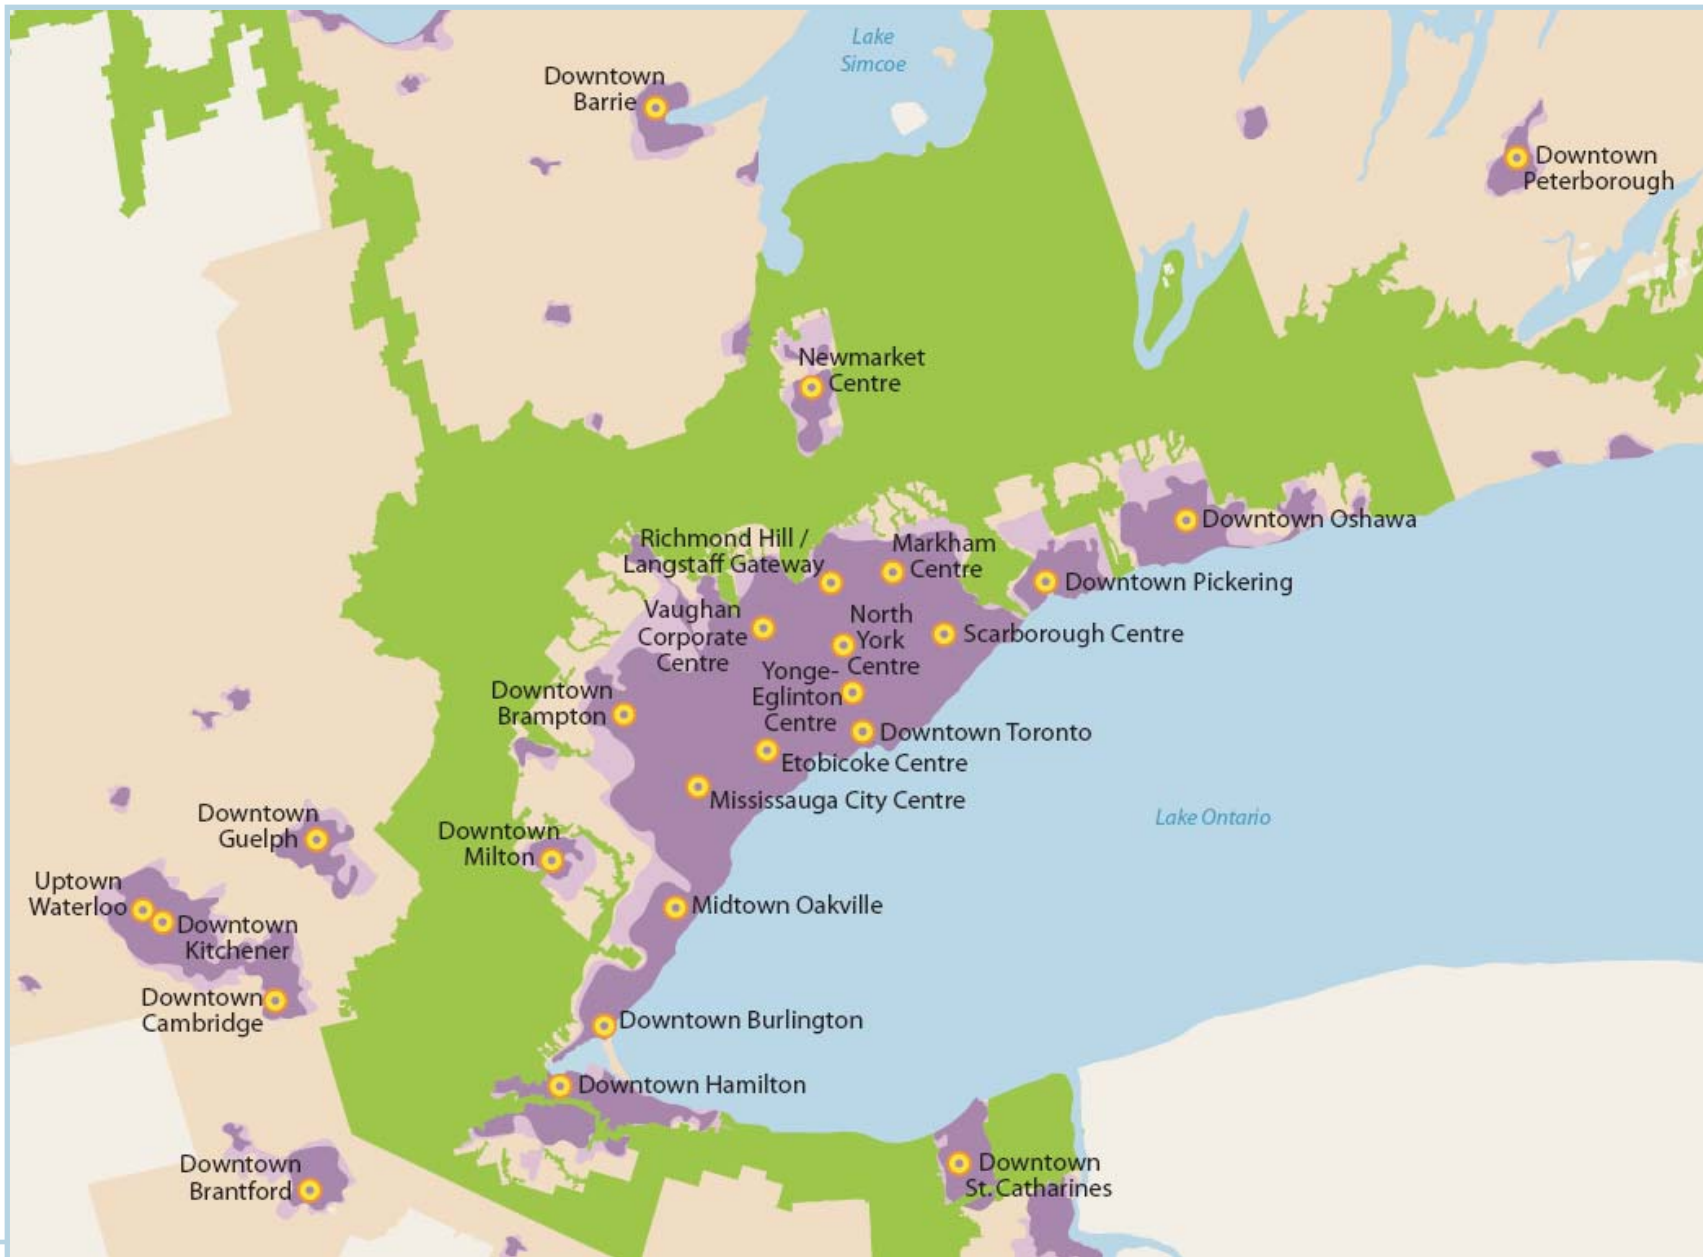 Lake
Simcoe
Downtown
Barrie
Downtown
Peterborough
Newmarket
Centre
Downtown Oshawa
Richmond Hill /
Langstaff Gateway
Markham
Centre
Downtown Pickering
Vaughan
Corporate
Centre
North
York
Centre
Scarborough Centre
Yonge-
Eglinton
Centre
Downtown
Brampton
Downtown Toronto
Etobicoke Centre
Mississauga City Centre
Lake Ontario
Downtown
Guelph
Downtown
Milton
Uptown
Waterloo
Downtown
Kitchener
Midtown Oakville
Downtown
Cambridge
Downtown Burlington
Downtown Hamilton
Downtown
Brantford
Downtown
St. Catharines